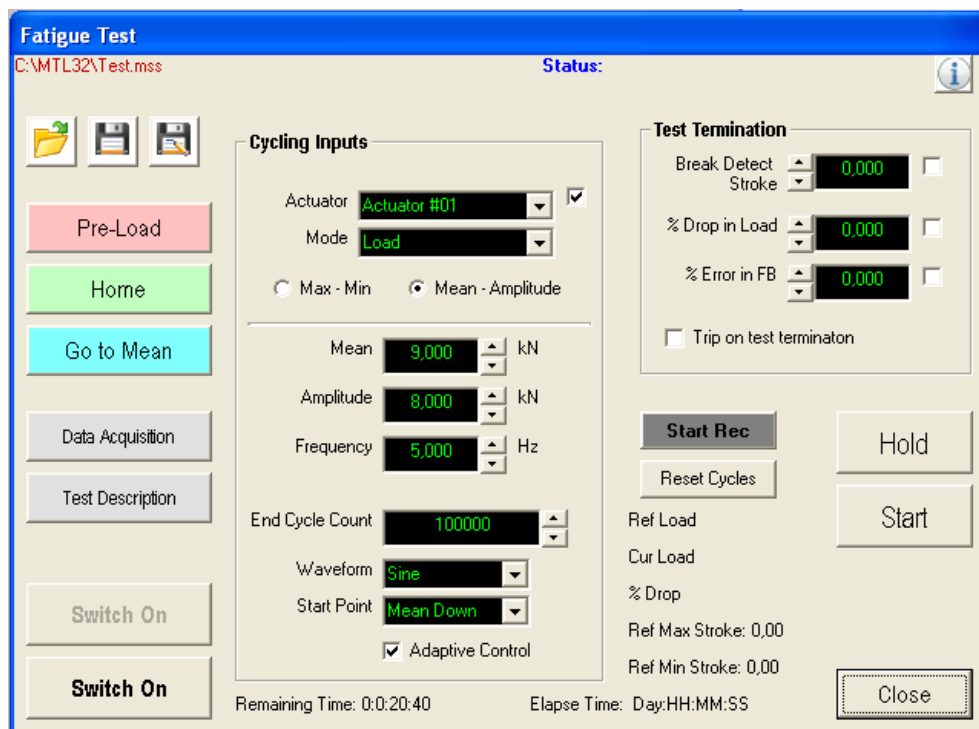 Fatigue Test
C:\MTL32\Test.mss
Status:
Pre-Load
Home
Go to Mean
Data Acquisition
Test Description
Switch On
Switch On
Cycling Inputs
Actuator Actuator #01
Mode Load
Max - Min Mean - Amplitude
Mean 9,000 kN
Amplitude 8,000 kN
Frequency 5,000 Hz
End Cycle Count 100000
Waveform Sine
Start Point Mean Down
Adaptive Control
Remaining Time: 0:0:20:40
Elapse Time: Day:HH:MM:SS
Test Termination
Break Detect
Stroke 0,000
% Drop in Load 0,000
% Error in FB 0,000
Trip on test terminaton
Start Rec
Reset Cycles
Hold
Start
Ref Load
Cur Load
% Drop
Ref Max Stroke: 0,00
Ref Min Stroke: 0,00
Close